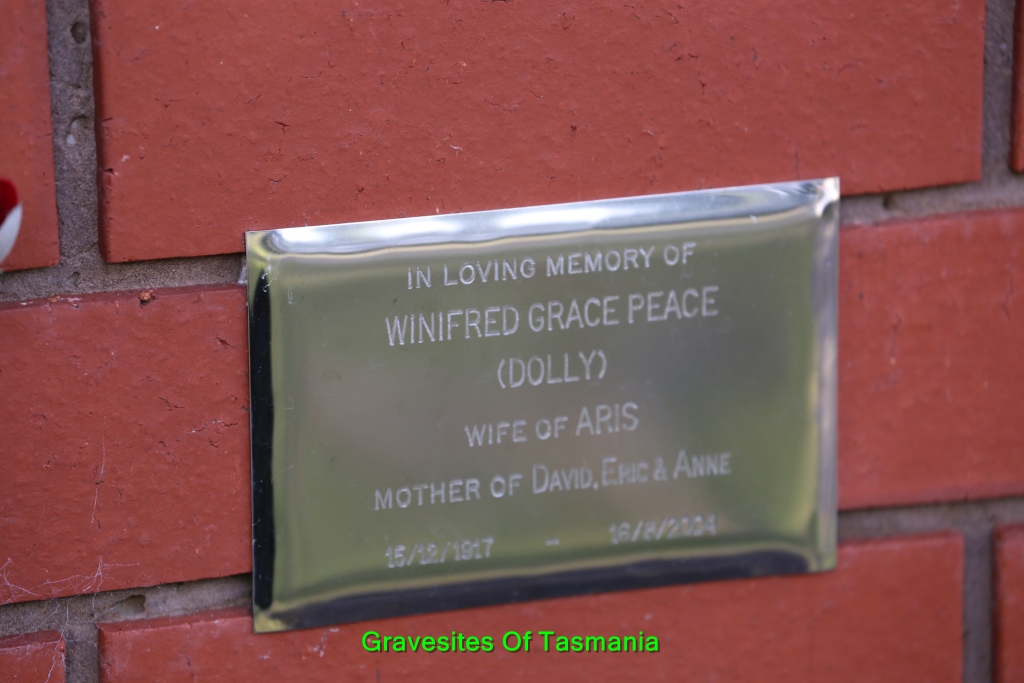 IN LOVING MEMORY OF
WINIFRED GRACE PEACE
(DOLLY)
WIFE OF ARIS
MOTHER OF DAVID, ERIC & ANNE
15/12/1917 - 16/8/2004
Gravesites Of Tasmania